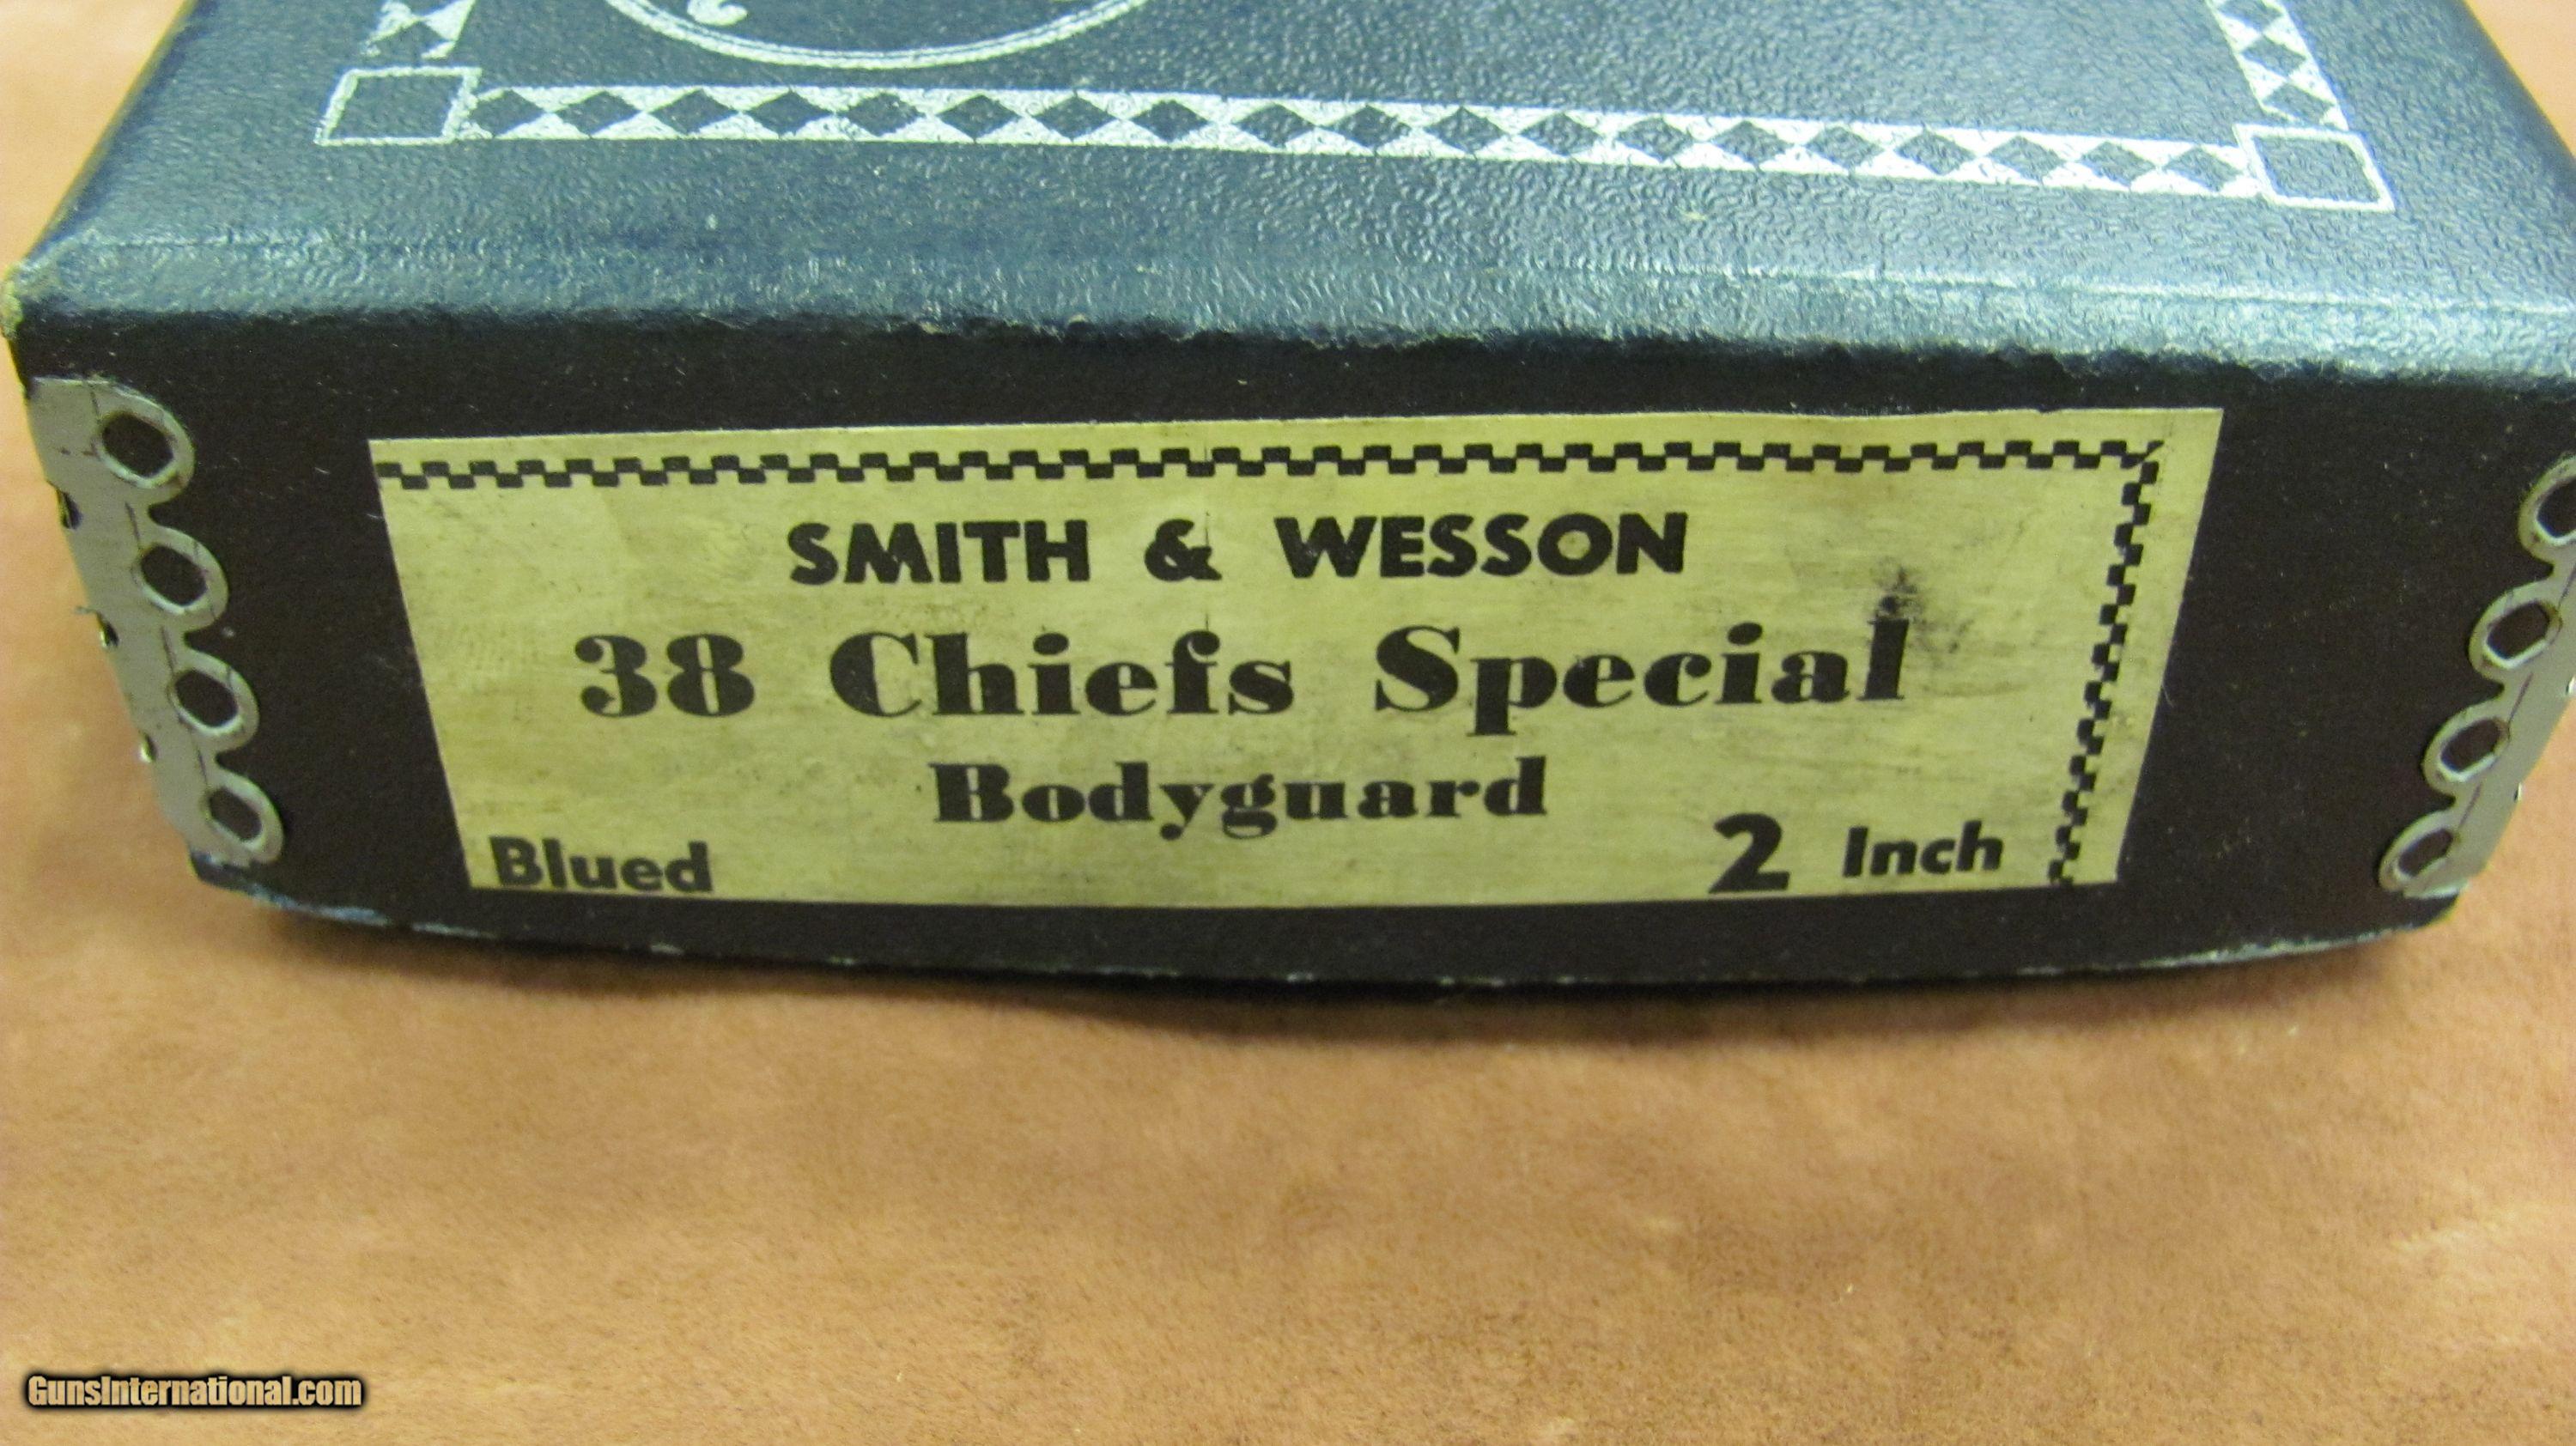 SMITH & WESSON
38 Chiefs Special
Bodyguard
Blued 2 Inch
GunsInternational.com